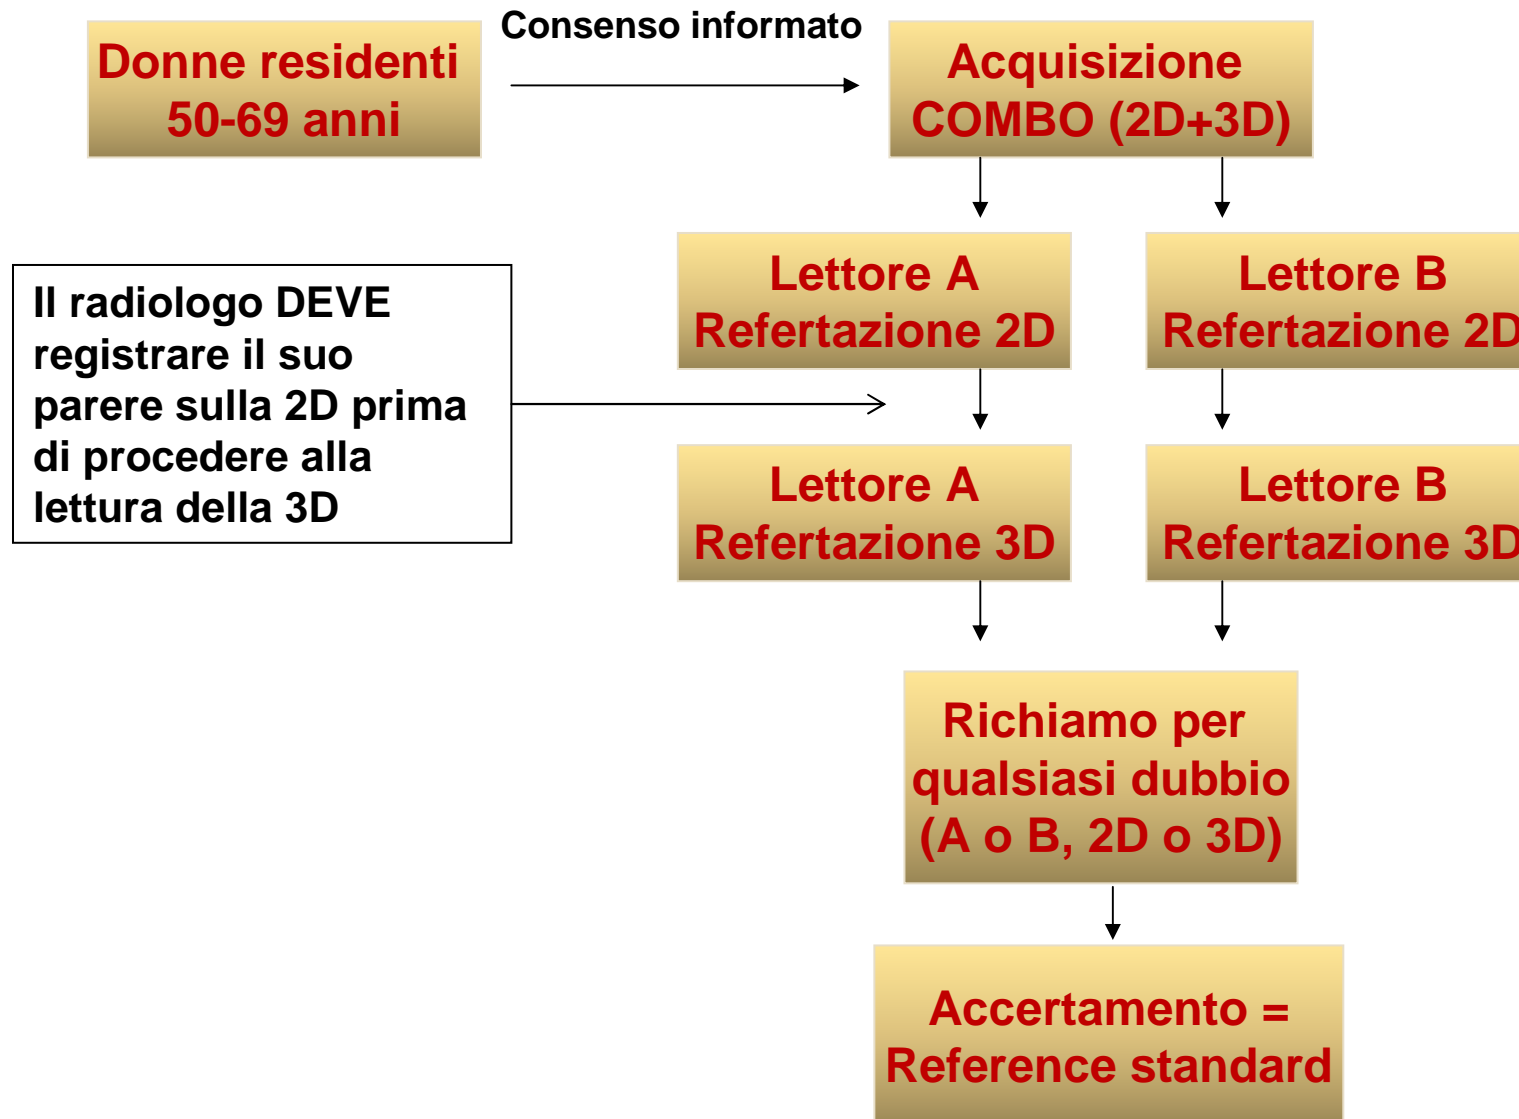 Consenso informato
Donne residenti
50-69 anni
Acquisizione
COMBO (2D+3D)
Lettore A
Refertazione 2D
Lettore B
Refertazione 2D
Il radiologo DEVE
registrare il suo
parere sulla 2D prima
di procedere alla
lettura della 3D
Lettore A
Refertazione 3D
Lettore B
Refertazione 3D
Richiamo per
qualsiasi dubbio
(A o B, 2D o 3D)
Accertamento =
Reference standard